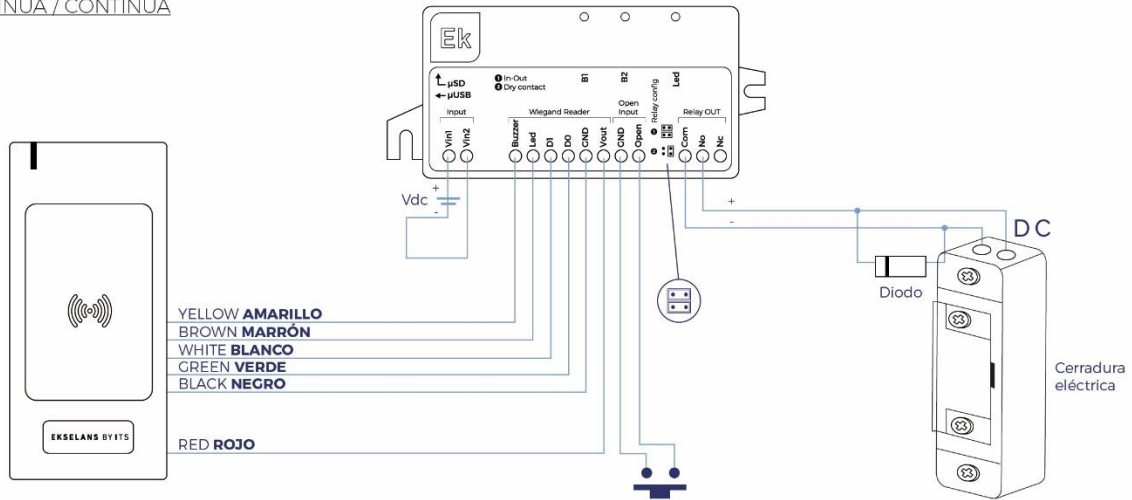 CONTINUA
Ek
µSD
µUSB
Input
Vin1
Vin2
❶ In-Out
❷ Dry contact
Wiegand Reader
Buzzer
Led
D1
D0
GND
Vout
B1
B2
Open
Input
GND
Open
Relay config
❶
❷
Led
Relay OUT
Com
No
Nc
Vdc
+
-
+
-
DC
Diodo
Cerradura
eléctrica
YELLOW AMARILLO
BROWN MARRÓN
WHITE BLANCO
GREEN VERDE
BLACK NEGRO
RED ROJO
EKSELANS BY ITS